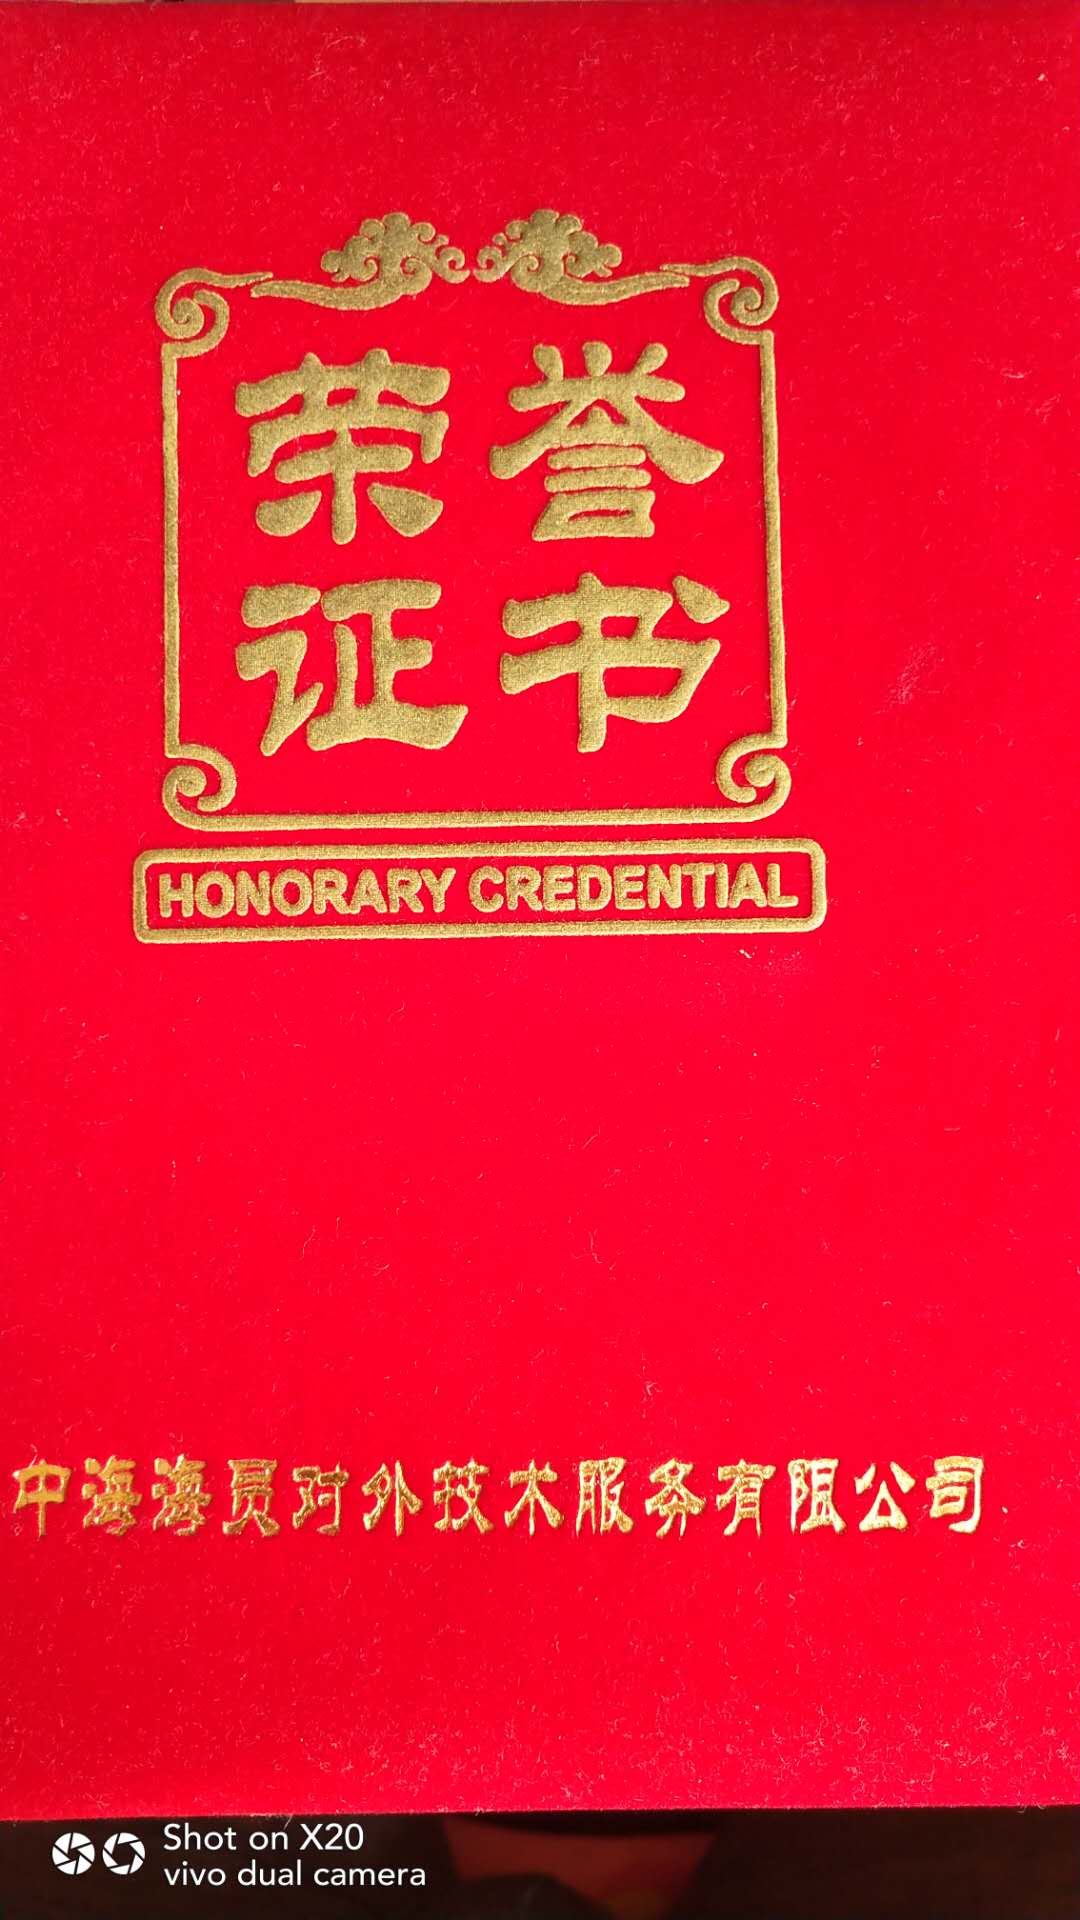 荣誉
证书
HONORARY CREDENTIAL
中海海员对外技术服务有限公司
Shot on X20
vivo dual camera